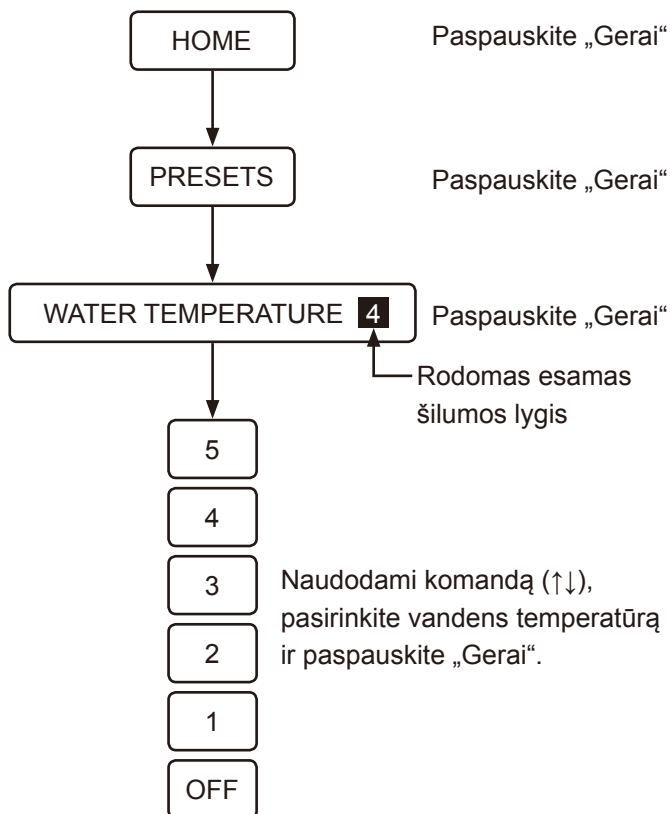 HOME
Paspauskite „Gerai“
PRESETS
Paspauskite „Gerai“
WATER TEMPERATURE 4
Paspauskite „Gerai“
Rodomas esamas
šilumos lygis
5
4
3
2
1
OFF
Naudodami komandą (↑↓),
pasirinkite vandens temperatūrą
ir paspauskite „Gerai“.